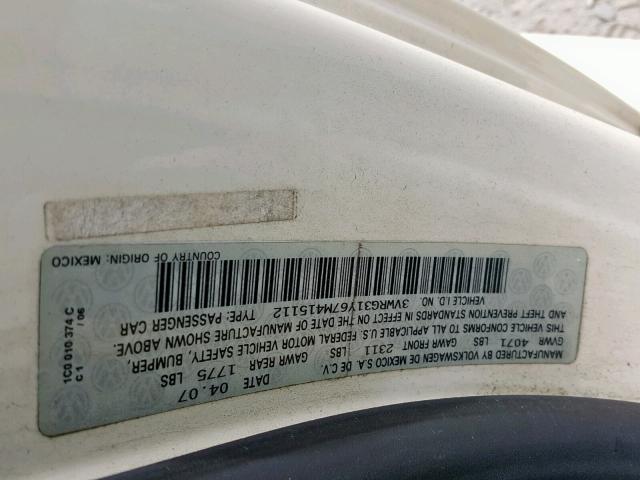 MANUFACTURED BY VOLKSWAGEN DE MEXICO S.A. DE C.V. DATE 04.07
GVWR 4071 LBS GAWR FRONT 2311 LBS GAWR REAR 1775 LBS
THIS VEHICLE CONFORMS TO ALL APPLICABLE U.S. FEDERAL MOTOR VEHICLE SAFETY, BUMPER,
AND THEFT PREVENTION STANDARDS IN EFFECT ON THE DATE OF MANUFACTURE SHOWN ABOVE.
VEHICLE I.D. NO. 3VWRG31Y67M415112 TYPE: PASSENGER CAR
COUNTRY OF ORIGIN: MEXICO
1C0 010 374 C
C 1 / 06